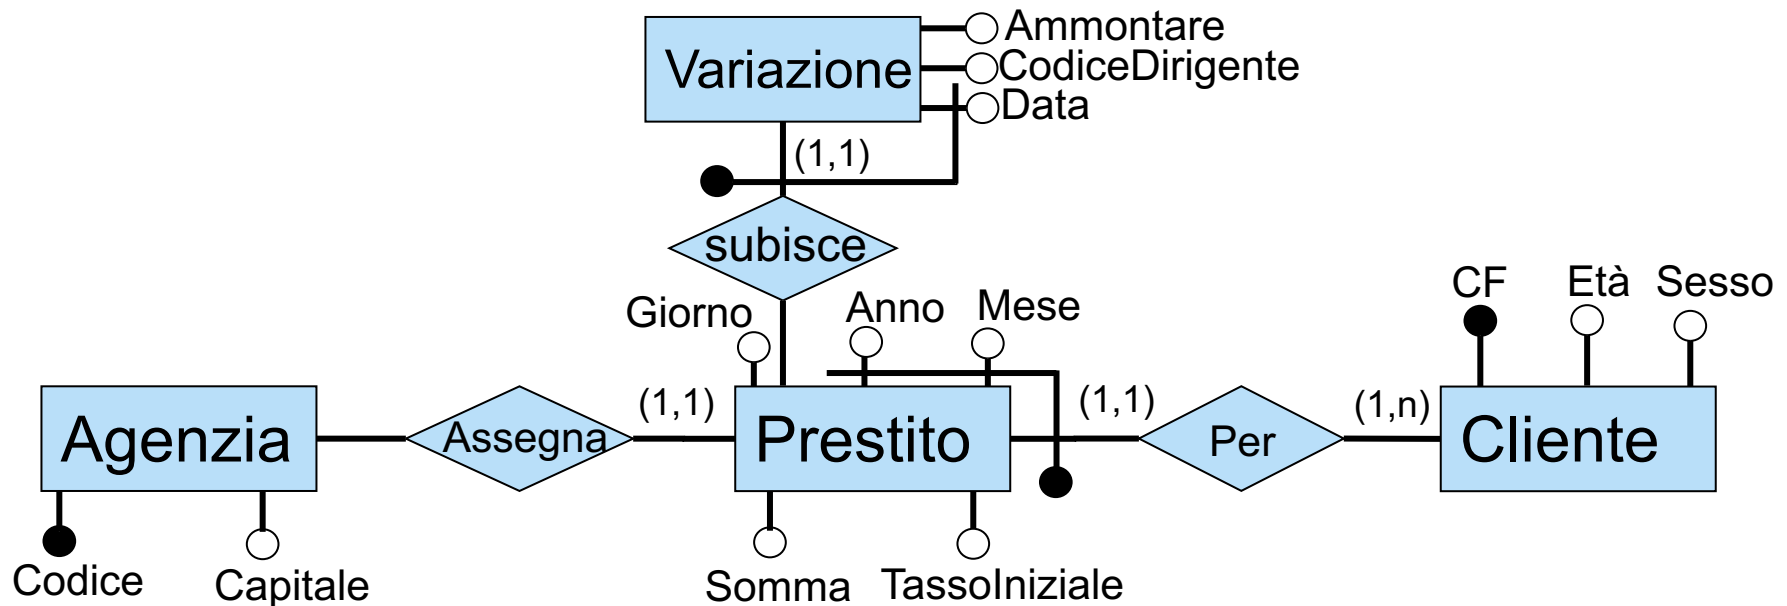 Ammontare
Variazione
CodiceDirigente
Data
(1,1)
subisce
Giorno
Anno
Mese
CF
Età
Sesso
Agenzia
Assegna
(1,1)
Prestito
(1,1)
Per
(1,n)
Cliente
Codice
Capitale
Somma
TassoIniziale